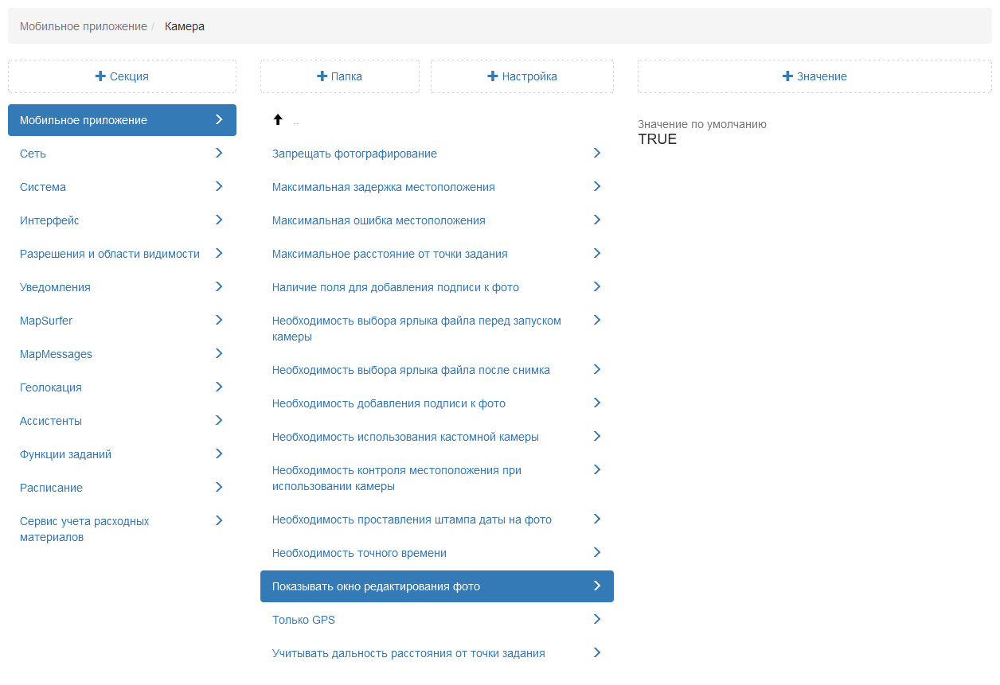 Мобильное приложение / Камера
Секция
Папка
Настройка
Значение
Мобильное приложение
Сеть
Система
Интерфейс
Разрешения и области видимости
Уведомления
MapSurfer
MapMessages
Геолокация
Ассистенты
Функции заданий
Расписание
Сервис учета расходных
материалов
..
Запрещать фотографирование
Максимальная задержка местоположения
Максимальная ошибка местоположения
Максимальное расстояние от точки задания
Наличие поля для добавления подписи к фото
Необходимость выбора ярлыка файла перед запуском
камеры
Необходимость выбора ярлыка файла после снимка
Необходимость добавления подписи к фото
Необходимость использования кастомной камеры
Необходимость контроля местоположения при
использовании камеры
Необходимость проставления штампа даты на фото
Необходимость точного времени
Показывать окно редактирования фото
Только GPS
Учитывать дальность расстояния от точки задания
Значение по умолчанию
TRUE